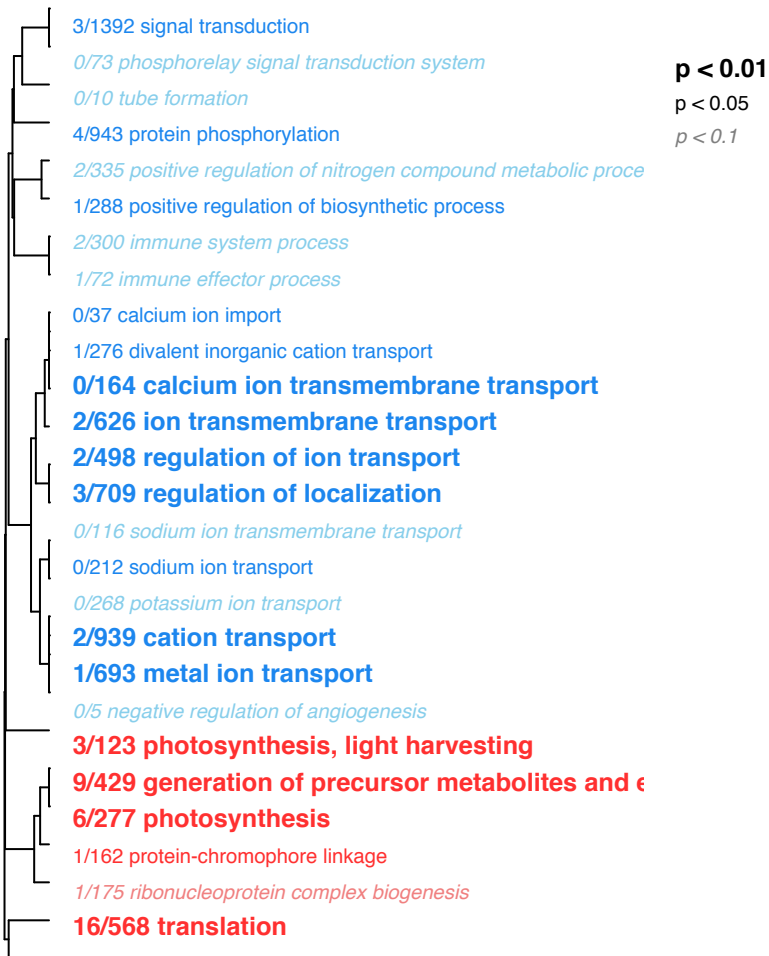 3/1392 signal transduction
0/73 phosphorelay signal transduction system
0/10 tube formation
4/943 protein phosphorylation
2/335 positive regulation of nitrogen compound metabolic proce
1/288 positive regulation of biosynthetic process
2/300 immune system process
1/72 immune effector process
0/37 calcium ion import
1/276 divalent inorganic cation transport
0/164 calcium ion transmembrane transport
2/626 ion transmembrane transport
2/498 regulation of ion transport
3/709 regulation of localization
0/116 sodium ion transmembrane transport
0/212 sodium ion transport
0/268 potassium ion transport
2/939 cation transport
1/693 metal ion transport
0/5 negative regulation of angiogenesis
3/123 photosynthesis, light harvesting
9/429 generation of precursor metabolites and e
6/277 photosynthesis
1/162 protein-chromophore linkage
1/175 ribonucleoprotein complex biogenesis
16/568 translation
p < 0.01
p < 0.05
p < 0.1